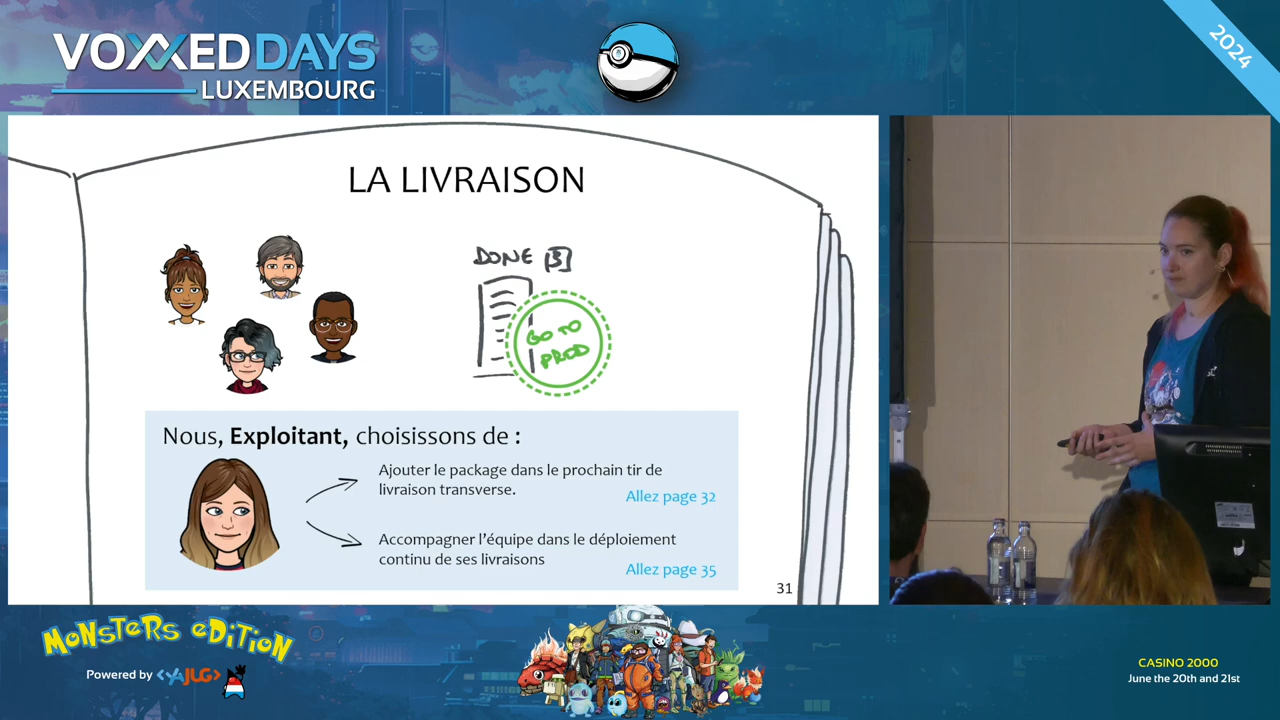 VOXXEDDAYS
LUXEMBOURG
2024
LA LIVRAISON
DONE [5]
GO TO
PROD
Nous, Exploitant, choisissons de :
Ajouter le package dans le prochain tir de
livraison transverse.
Allez page 32
Accompagner l'équipe dans le déploiement
continu de ses livraisons
Allez page 35
31
MONSTERS EDITION
Powered by <YAJUG>
CASINO 2000
June the 20th and 21st